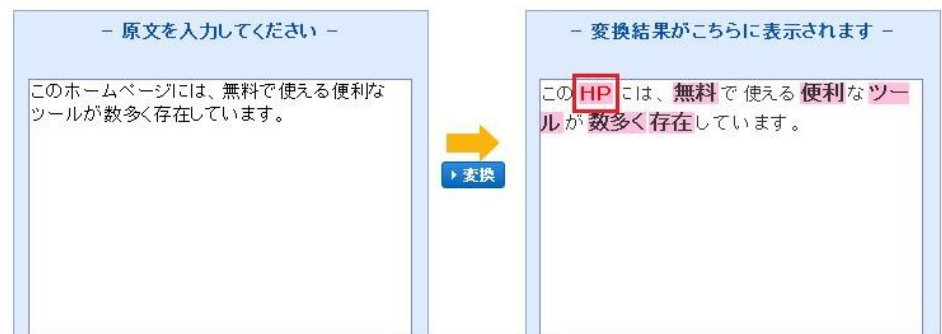 － 原文を入力してください －
このホームページには、無料で使える便利な
ツールが数多く存在しています。
変換
－ 変換結果がこちらに表示されます －
このHPには、無料で使える便利なツー
ルが数多く存在しています。